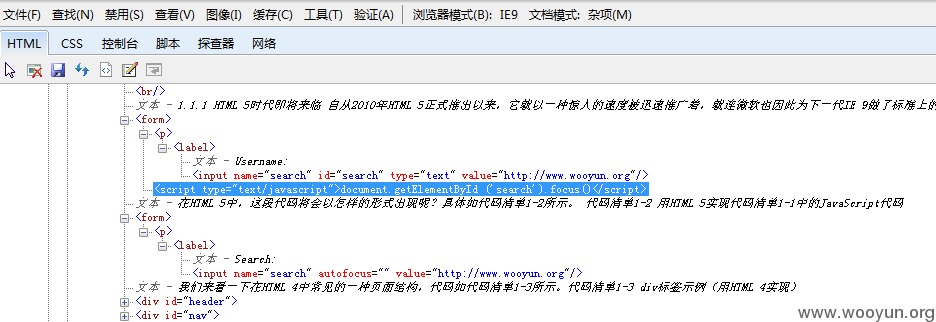 文件(F) 查找(N) 禁用(S) 查看(V) 图像(I) 缓存(C) 工具(T) 验证(A) 浏览器模式(B): IE9 文档模式: 杂项(M)
HTML CSS 控制台 脚本 探查器 网络
<br/>
文本 - 1.1.1 HTML 5时代即将来临 自从2010年HTML 5正式推出以来，它就以一种惊人的速度被迅速推广着，就连微软也因此为下一代IE 9做了标准上的
<form>
<p>
<label>
文本 - Username:
<input name="search" id="search" type="text" value="http://www.wooyun.org"/>
<script type="text/javascript">document.getElementById ('search').focus()</script>
文本 - 在HTML 5中，这段代码将会以怎样的形式出现呢？具体如代码清单1-2所示。 代码清单1-2 用HTML 5实现代码清单1-1中的JavaScript代码
<form>
<p>
<label>
文本 - Search:
<input name="search" autofocus="" value="http://www.wooyun.org"/>
文本 - 我们来看一下在HTML 4中常见的一种页面结构，代码如代码清单1-3所示。代码清单1-3 div标签示例（用HTML 4实现）
<div id="header">
<div id="nav">
www.wooyun.org